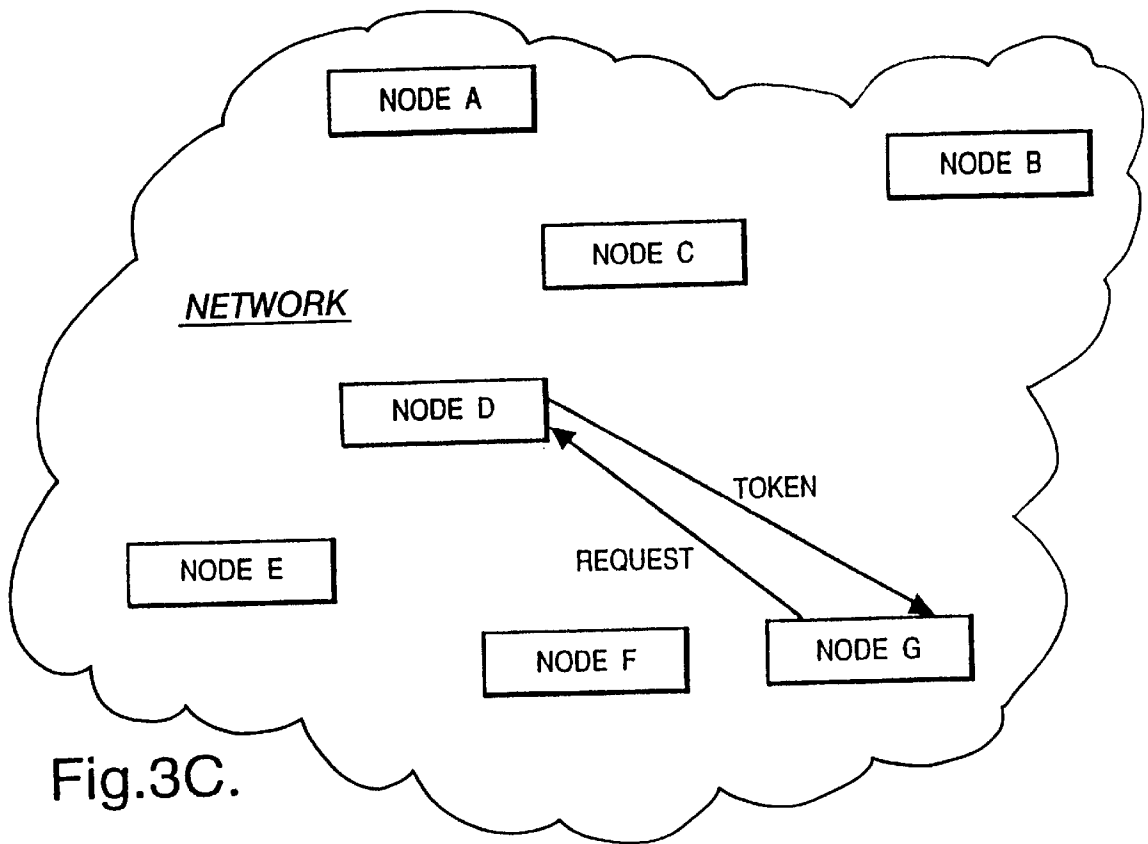 NODE A
NODE B
NODE C
NETWORK
NODE D
TOKEN
REQUEST
NODE E
NODE F
NODE G
Fig.3C.